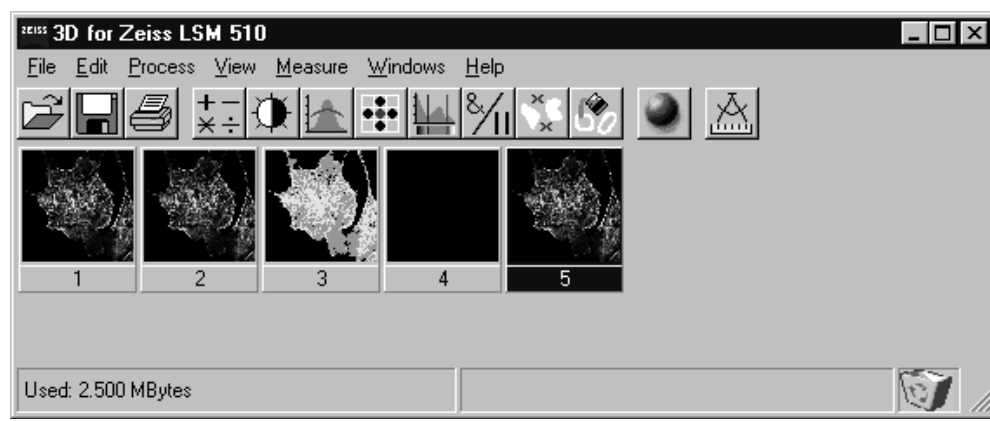 ZEISS 3D for Zeiss LSM 510
File Edit Process View Measure Windows Help
+ − × ÷ &/||
1 2 3 4 5
Used: 2.500 MBytes